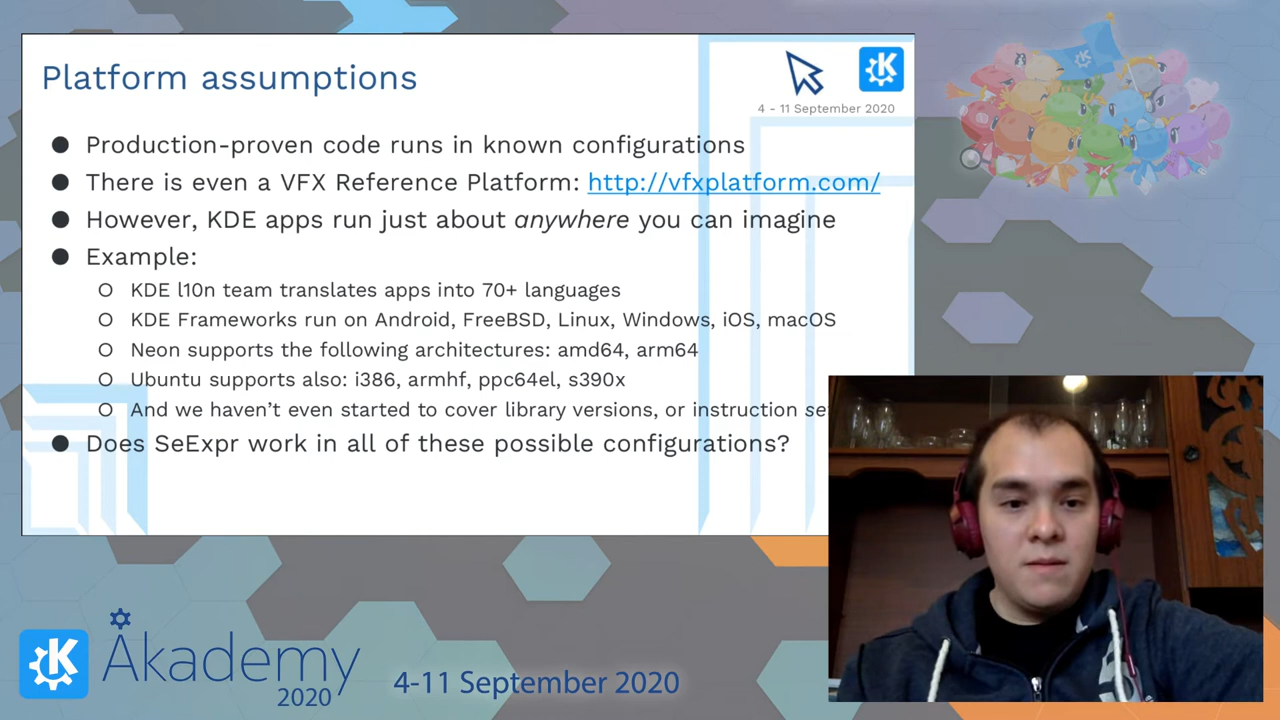 Platform assumptions
4 - 11 September 2020
● Production-proven code runs in known configurations
● There is even a VFX Reference Platform: http://vfxplatform.com/
● However, KDE apps run just about anywhere you can imagine
● Example:
○ KDE l10n team translates apps into 70+ languages
○ KDE Frameworks run on Android, FreeBSD, Linux, Windows, iOS, macOS
○ Neon supports the following architectures: amd64, arm64
○ Ubuntu supports also: i386, armhf, ppc64el, s390x
○ And we haven’t even started to cover library versions, or instruction
● Does SeExpr work in all of these possible configurations?
Akademy
2020
4-11 September 2020